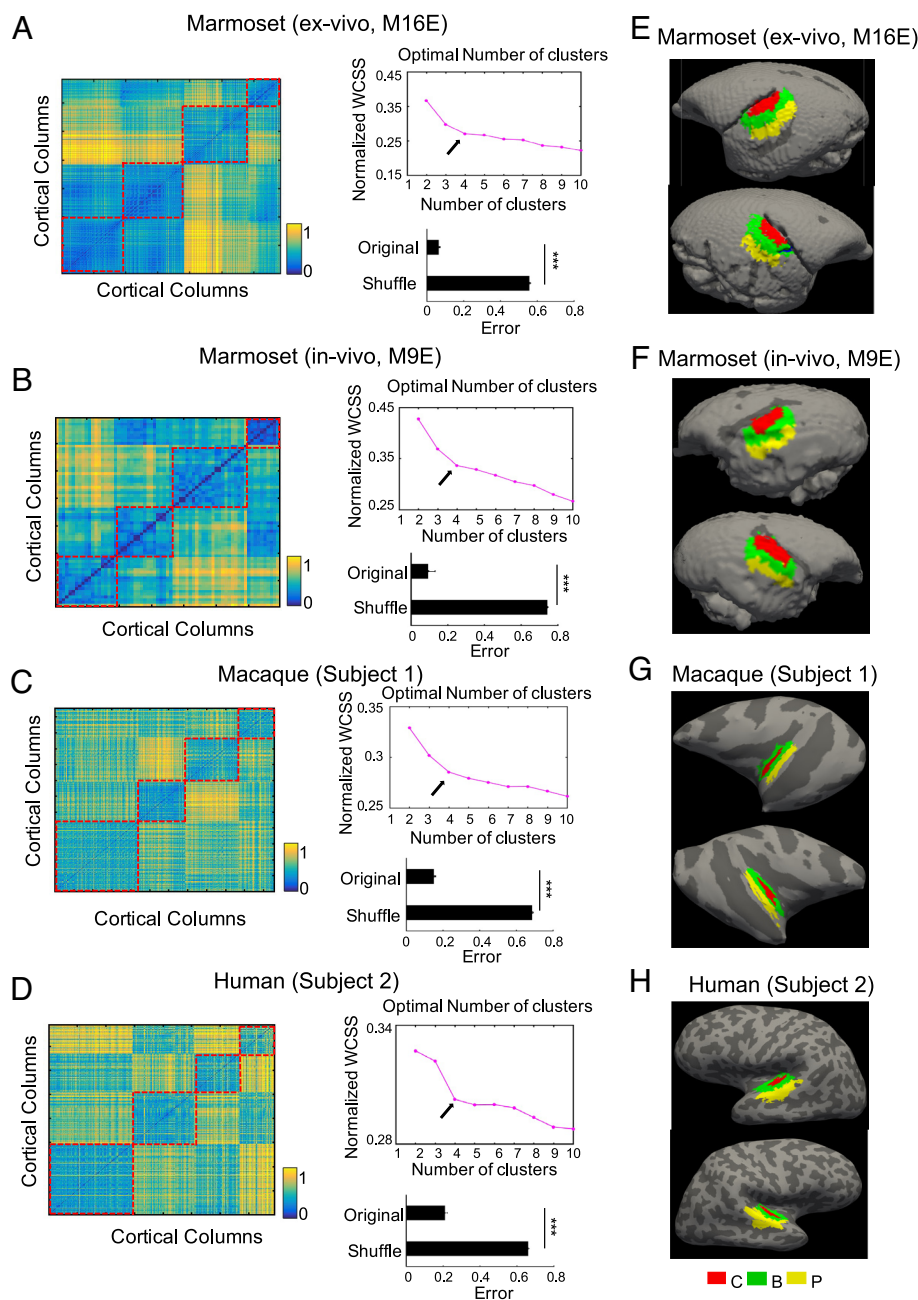 A
Marmoset (ex-vivo, M16E)
Cortical Columns
Cortical Columns
1
0
Optimal Number of clusters
Normalized WCSS
0.45
0.35
0.25
0.15
1 2 3 4 5 6 7 8 9 10
Number of clusters
Original
Shuffle
***
0 0.2 0.4 0.6 0.8
Error
E
Marmoset (ex-vivo, M16E)
B
Marmoset (in-vivo, M9E)
Cortical Columns
Cortical Columns
1
0
Optimal Number of clusters
Normalized WCSS
0.45
0.35
0.25
1 2 3 4 5 6 7 8 9 10
Number of clusters
Original
Shuffle
***
0 0.2 0.4 0.6 0.8
Error
F
Marmoset (in-vivo, M9E)
C
Macaque (Subject 1)
Cortical Columns
Cortical Columns
1
0
Optimal Number of clusters
Normalized WCSS
0.35
0.3
0.25
1 2 3 4 5 6 7 8 9 10
Number of clusters
Original
Shuffle
***
0 0.2 0.4 0.6 0.8
Error
G
Macaque (Subject 1)
D
Human (Subject 2)
Cortical Columns
Cortical Columns
1
0
Optimal Number of clusters
Normalized WCSS
0.34
0.28
1 2 3 4 5 6 7 8 9 10
Number of clusters
Original
Shuffle
***
0 0.2 0.4 0.6 0.8
Error
H
Human (Subject 2)
C B P